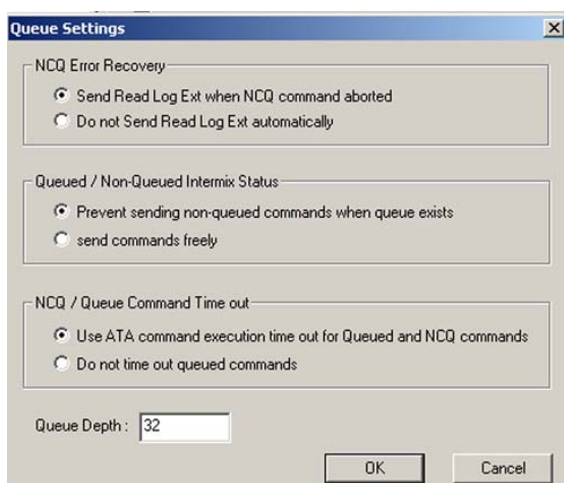 Queue Settings
NCQ Error Recovery
Send Read Log Ext when NCQ command aborted
Do not Send Read Log Ext automatically
Queued / Non-Queued Intermix Status
Prevent sending non-queued commands when queue exists
send commands freely
NCQ / Queue Command Time out
Use ATA command execution time out for Queued and NCQ commands
Do not time out queued commands
Queue Depth : 32
OK Cancel